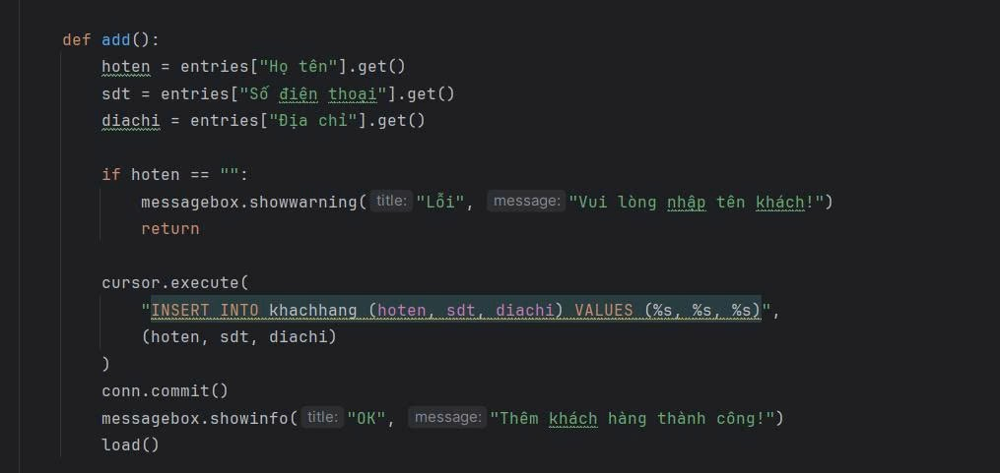 def add():
hoten = entries["Họ tên"].get()
sdt = entries["Số điện thoại"].get()
diachi = entries["Địa chỉ"].get()
if hoten == "":
messagebox.showwarning( title: "Lỗi", message: "Vui lòng nhập tên khách!")
return
cursor.execute(
"INSERT INTO khachhang (hoten, sdt, diachi) VALUES (%s, %s, %s)",
(hoten, sdt, diachi)
)
conn.commit()
messagebox.showinfo( title: "OK", message: "Thêm khách hàng thành công!")
load()